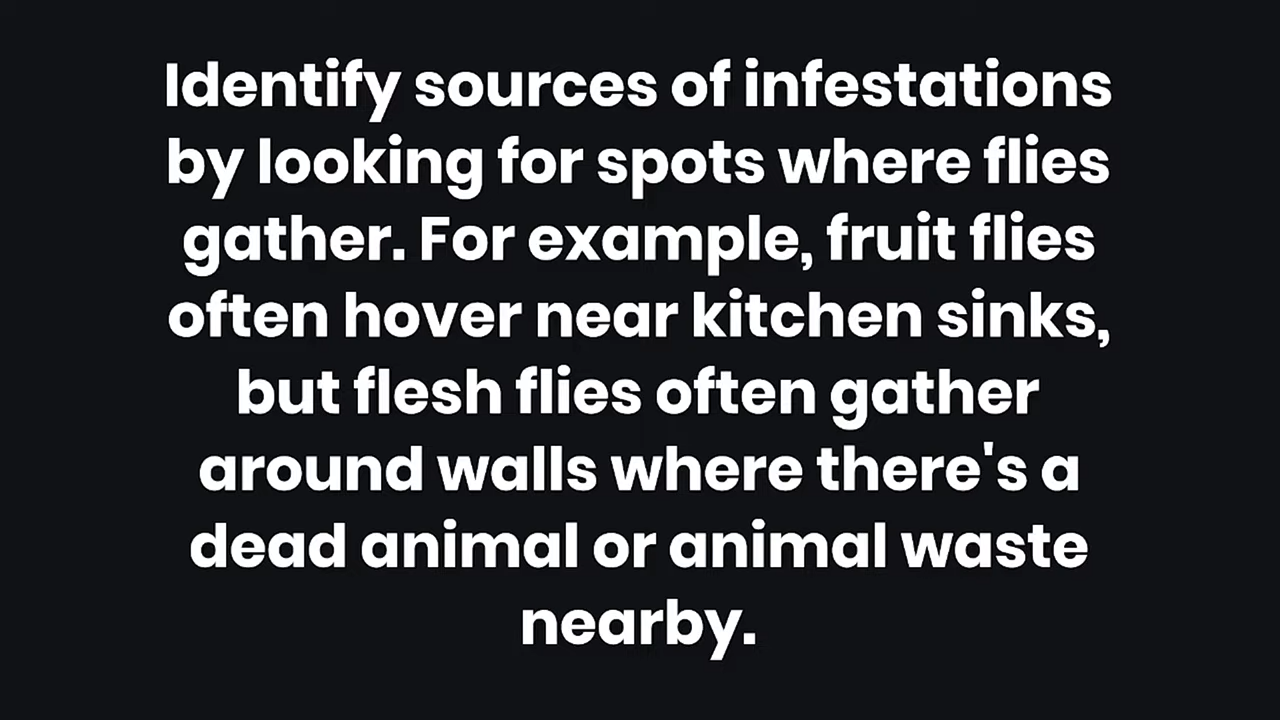 Identify sources of infestations
by looking for spots where flies
gather. For example, fruit flies
often hover near kitchen sinks,
but flesh flies often gather
around walls where there's a
dead animal or animal waste
nearby.